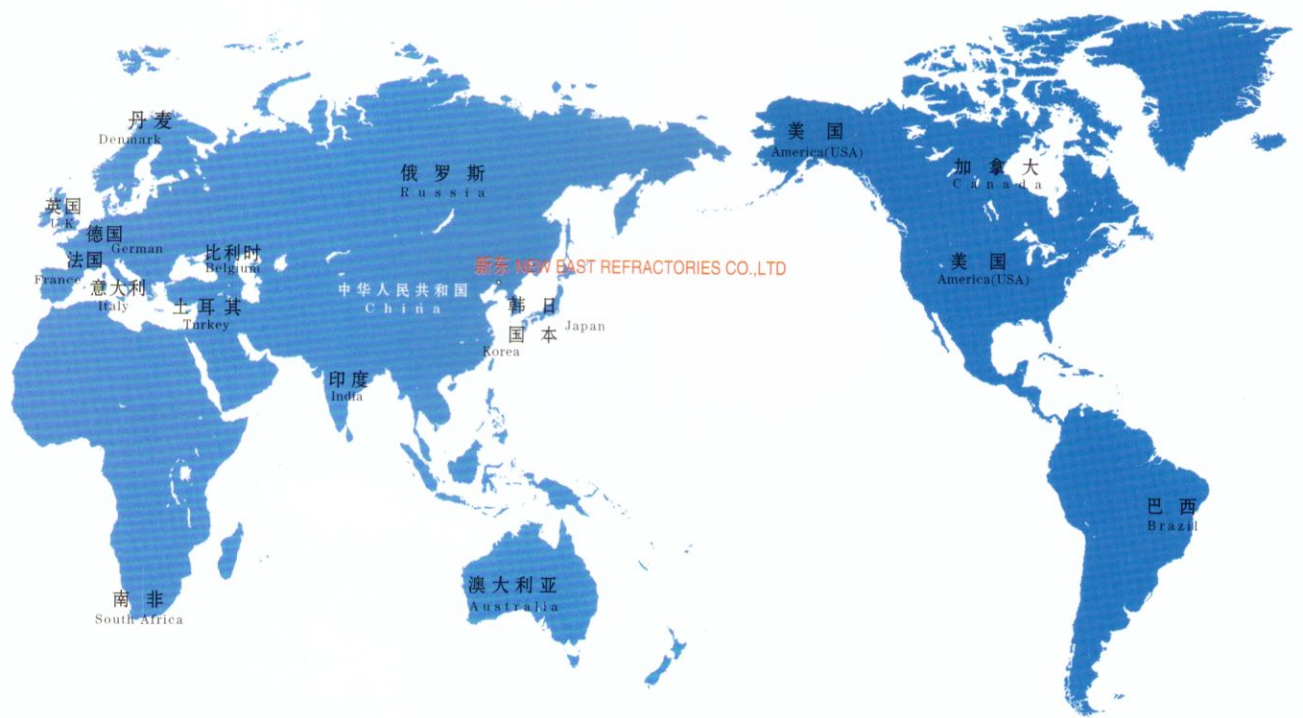 丹麦
Denmark
美国
America(USA)
加拿大
Canada
俄罗斯
Russia
英国
U K
德国
German
比利时
Belgium
法国
France
意大利
Italy
土耳其
Turkey
新东 NEW EAST REFRACTORIES CO.,LTD
中华人民共和国
China
美国
America(USA)
韩国
Korea
日本
Japan
印度
India
巴西
Brazil
澳大利亚
Australia
南非
South Africa